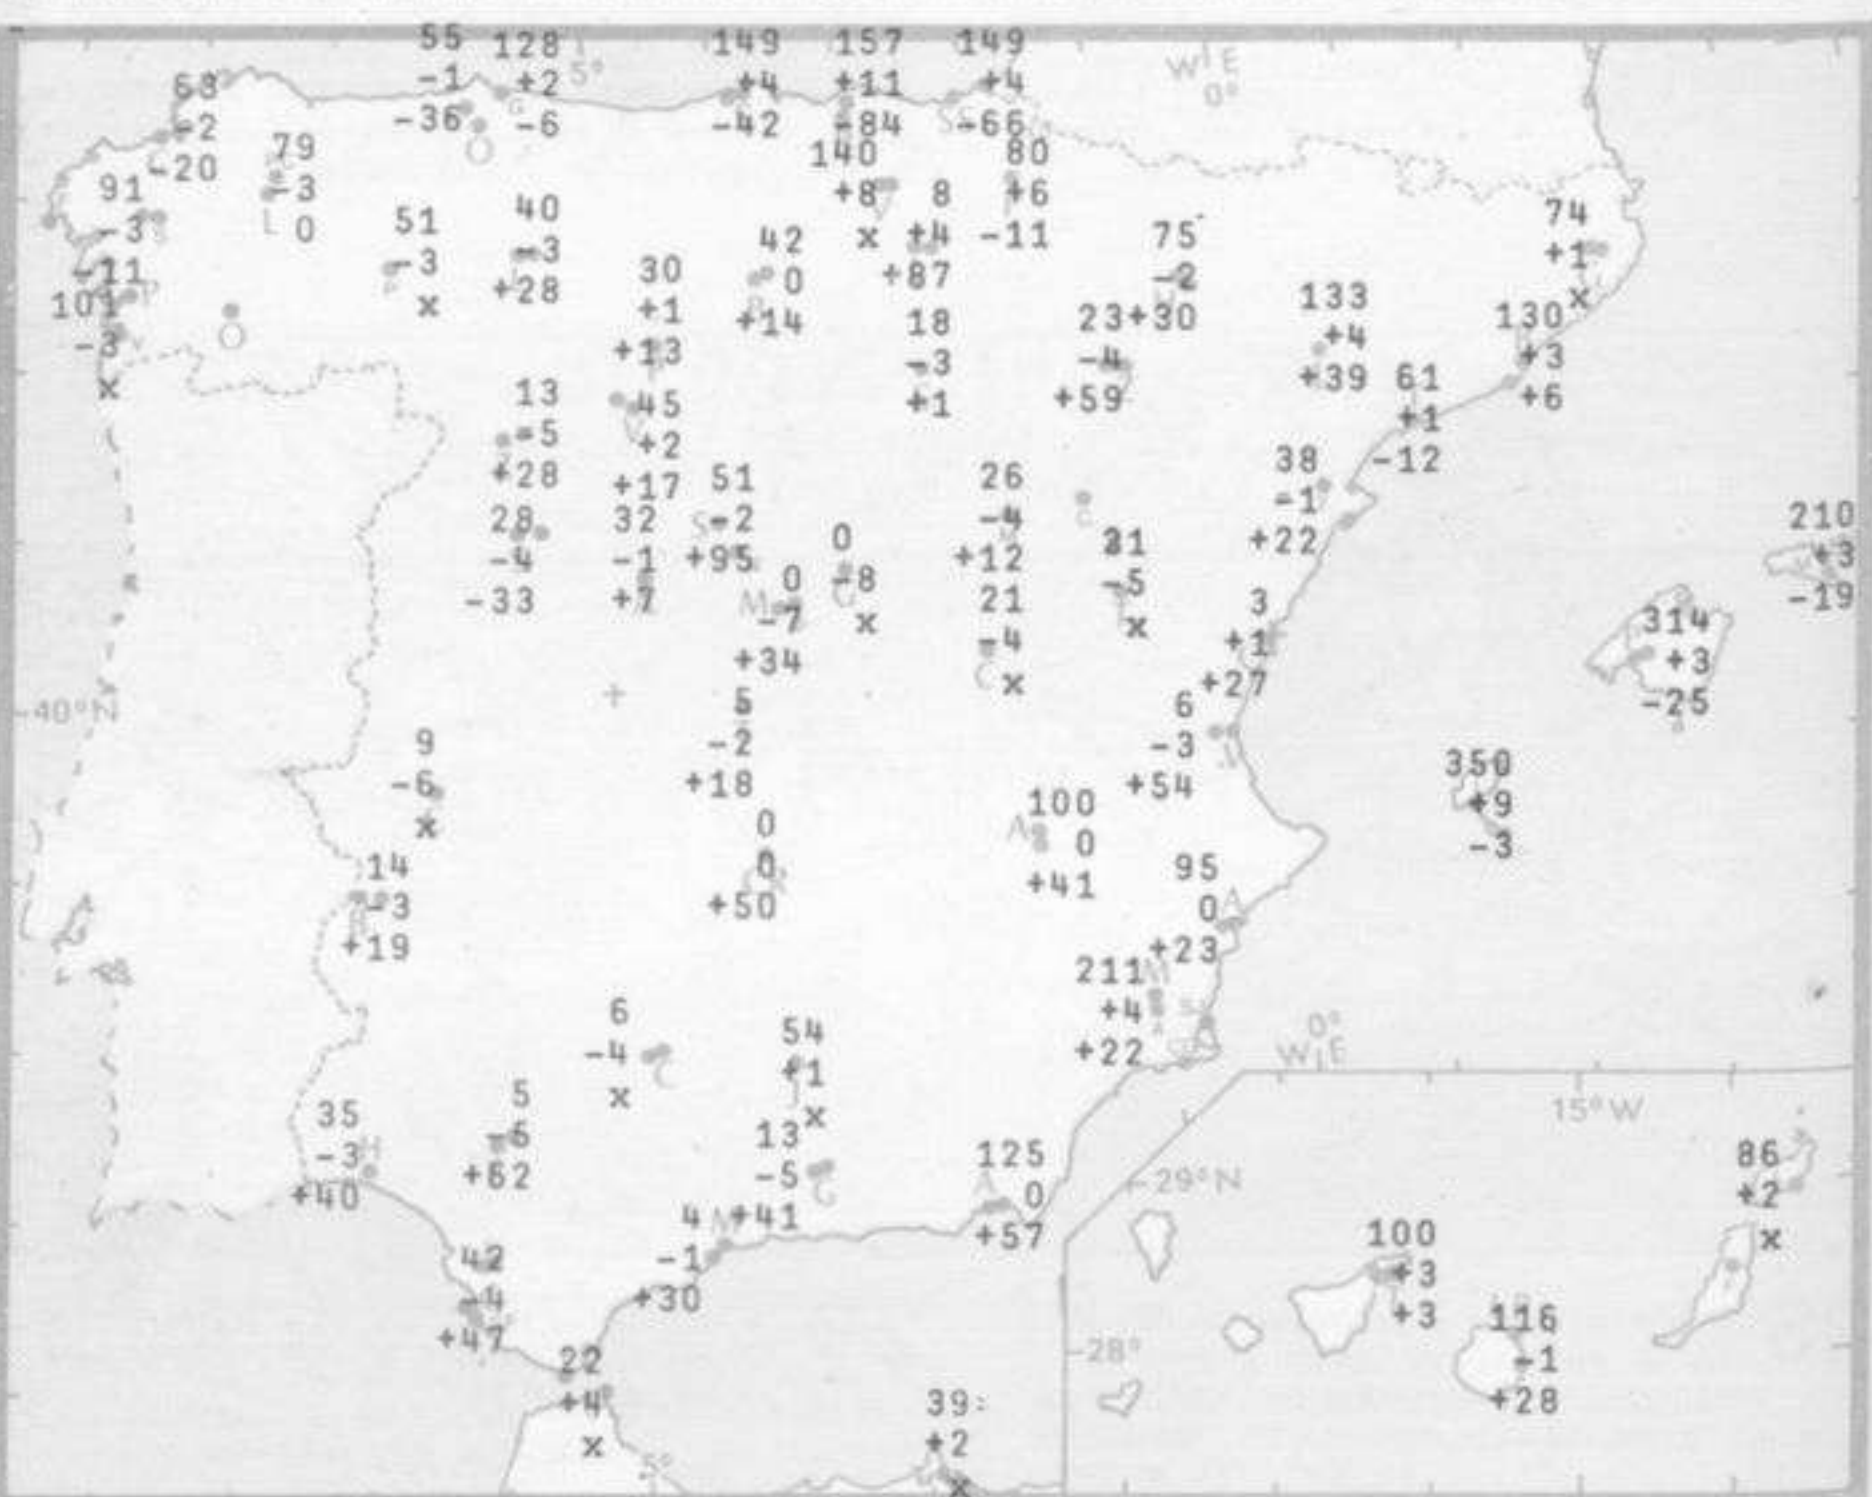 55 128 149 157 149
68 -1 +2 5° +4 +11 +4 W E 0°
-2 -36 -6 -42 -84 -66
-20 79 O 140 80
91 -3 +8 8 +6
-3 L 0 51 40 x +4 -11 75 74
-11 -3 -3 42 +87 -2 +1
101 P x +28 30 0 +30 133 x
-3 O +1 +14 18 23 +4 130
x +13 -3 -4 +39 61 +3
13 45 +1 +59 +1 +6
-5 +2 38 -12
+28 +17 51 26 -1
28 32 S -2 0 -4 21 +22 210
-4 -1 +95 -8 +12 -5 +3
-33 +7 M 0 x 21 x 3 314 -19
-7 -4 +1 +3
+34 C x +27 -25
40°N 5 6
9 -2 -3 350
-6 +18 +54 +9
x 0 A 100 -3
14 0 0 95
-3 +50 +41 0 A
+19 +23
6 211 M
-4 54 +4 S
x +1 +22 0°
W E
35 5 x 15°W
-3 H -6 13 125 86
+40 +62 -5 A 0 29°N +2
4 M +41 +57 100 x
42 -1 +3
-4 +30 +3 116
+47 28° -1
22 +28
+4 39
x 5° +2
x